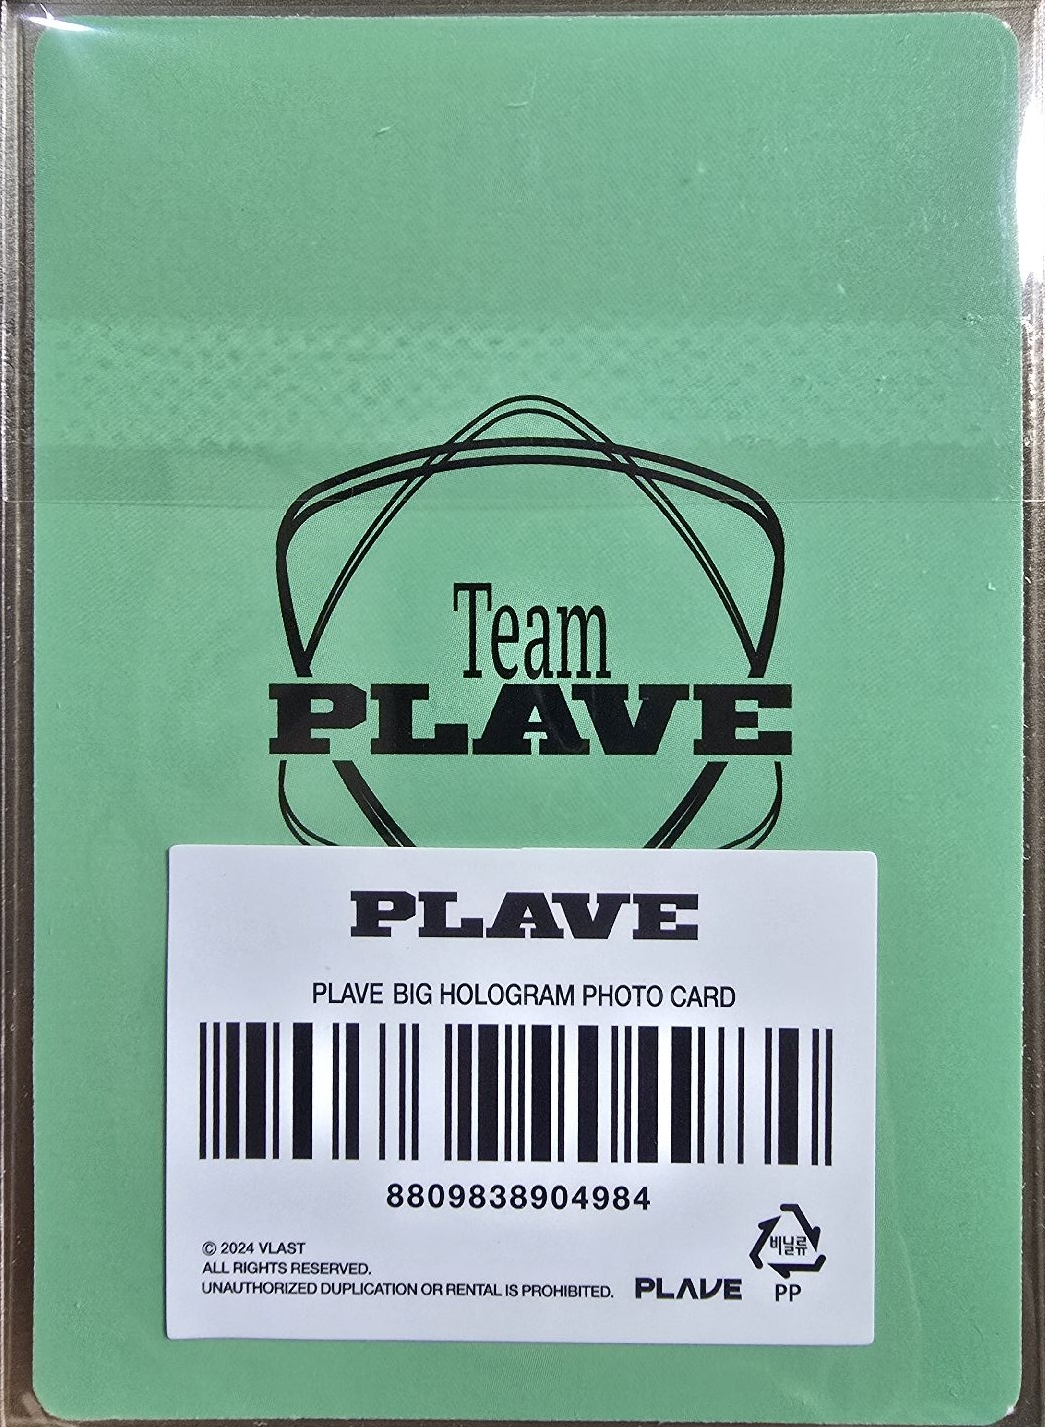 Team
PLAVE
PLAVE
PLAVE BIG HOLOGRAM PHOTO CARD
8809838904984
© 2024 VLAST
ALL RIGHTS RESERVED.
UNAUTHORIZED DUPLICATION OR RENTAL IS PROHIBITED.
PLAVE
비닐류
PP